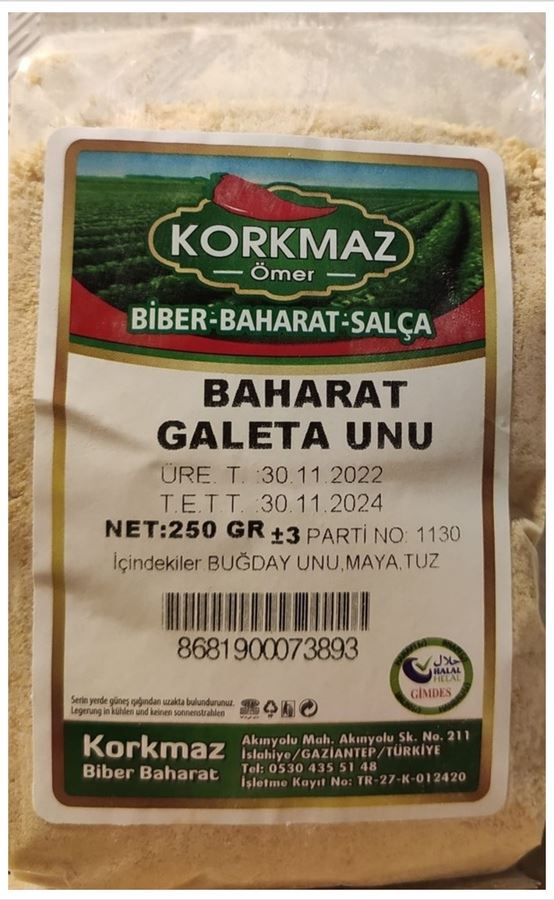 KORKMAZ
Ömer
BİBER-BAHARAT-SALÇA
BAHARAT
GALETA UNU
ÜRE. T. :30.11.2022
T.E.T.T. :30.11.2024
NET:250 GR ±3 PARTİ NO: 1130
İçindekiler BUĞDAY UNU,MAYA,TUZ
8681900073893
Serin yerde güneş ışığından uzakta bulundurunuz.
Legerung in kühlen und keinen sonnenstrahlen
حلال
HALAL
HELAL
GİMDES
Korkmaz
Biber Baharat
Akınyolu Mah. Akınyolu Sk. No. 211
İslahiye/GAZİANTEP/TÜRKİYE
Tel: 0530 435 51 48
İşletme Kayıt No: TR-27-K-012420